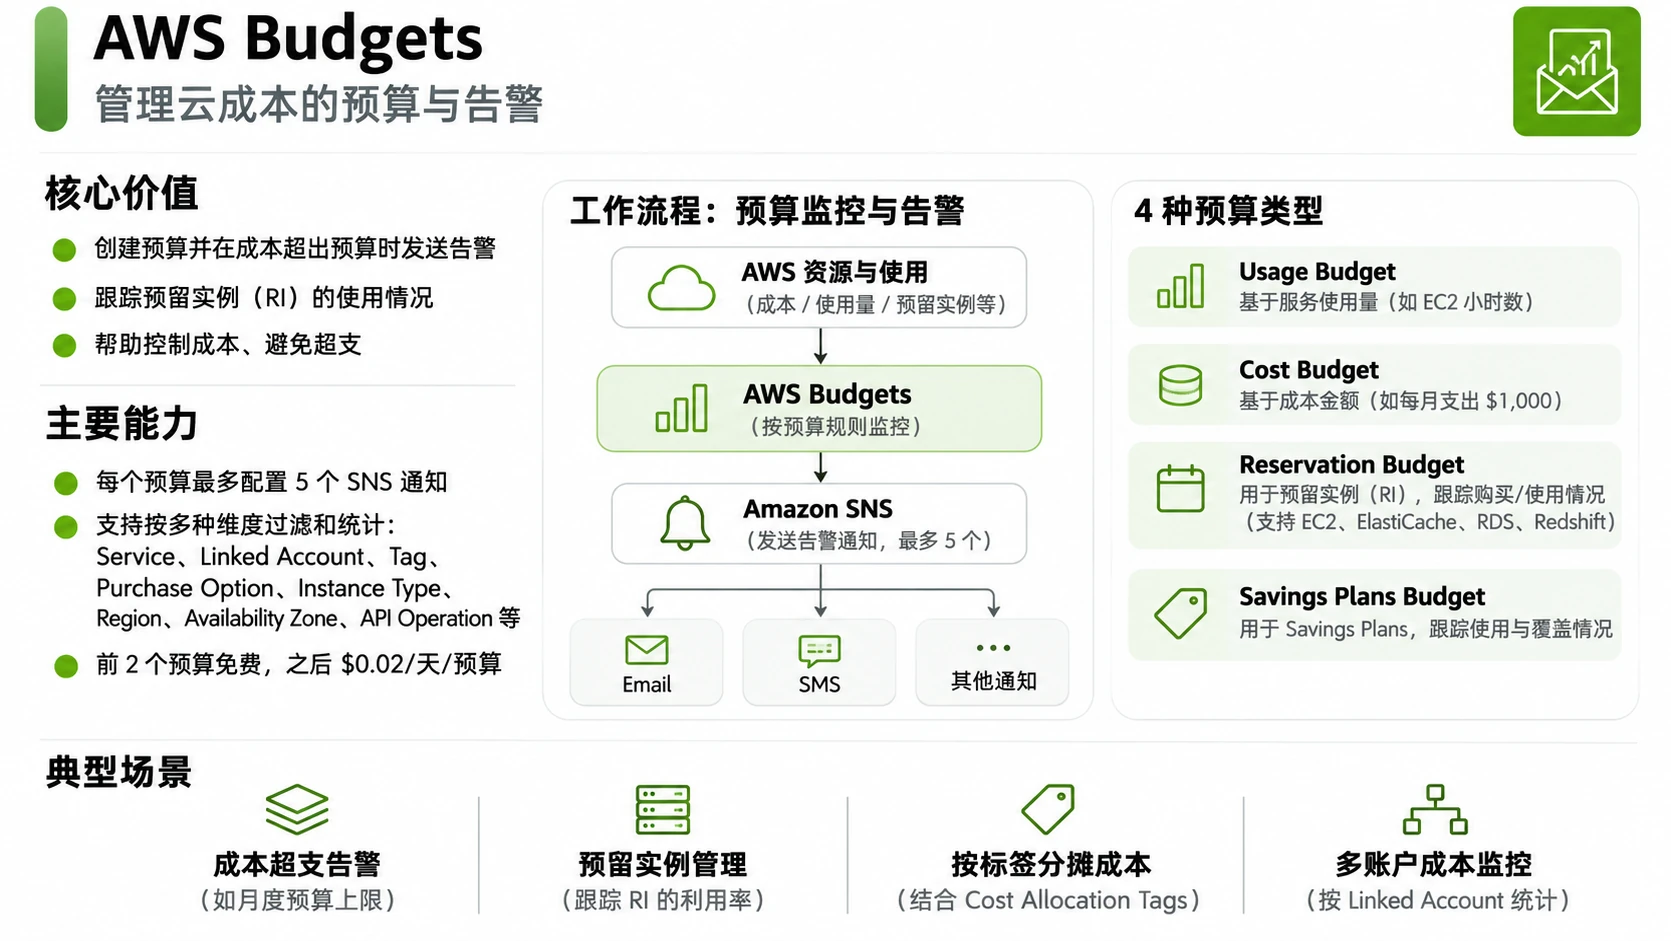 AWS Budgets
管理云成本的预算与告警
核心价值
创建预算并在成本超出预算时发送告警
跟踪预留实例（RI）的使用情况
帮助控制成本、避免超支
主要能力
每个预算最多配置 5 个 SNS 通知
支持按多种维度过滤和统计：
Service、Linked Account、Tag、
Purchase Option、Instance Type、
Region、Availability Zone、API Operation 等
前 2 个预算免费，之后 $0.02/天/预算
工作流程：预算监控与告警
AWS 资源与使用
（成本 / 使用量 / 预留实例等）
AWS Budgets
（按预算规则监控）
Amazon SNS
（发送告警通知，最多 5 个）
Email
SMS
其他通知
4 种预算类型
Usage Budget
基于服务使用量（如 EC2 小时数）
Cost Budget
基于成本金额（如每月支出 $1,000）
Reservation Budget
用于预留实例（RI），跟踪购买/使用情况
（支持 EC2、ElastiCache、RDS、Redshift）
Savings Plans Budget
用于 Savings Plans，跟踪使用与覆盖情况
典型场景
成本超支告警
（如月度预算上限）
预留实例管理
（跟踪 RI 的利用率）
按标签分摊成本
（结合 Cost Allocation Tags）
多账户成本监控
（按 Linked Account 统计）